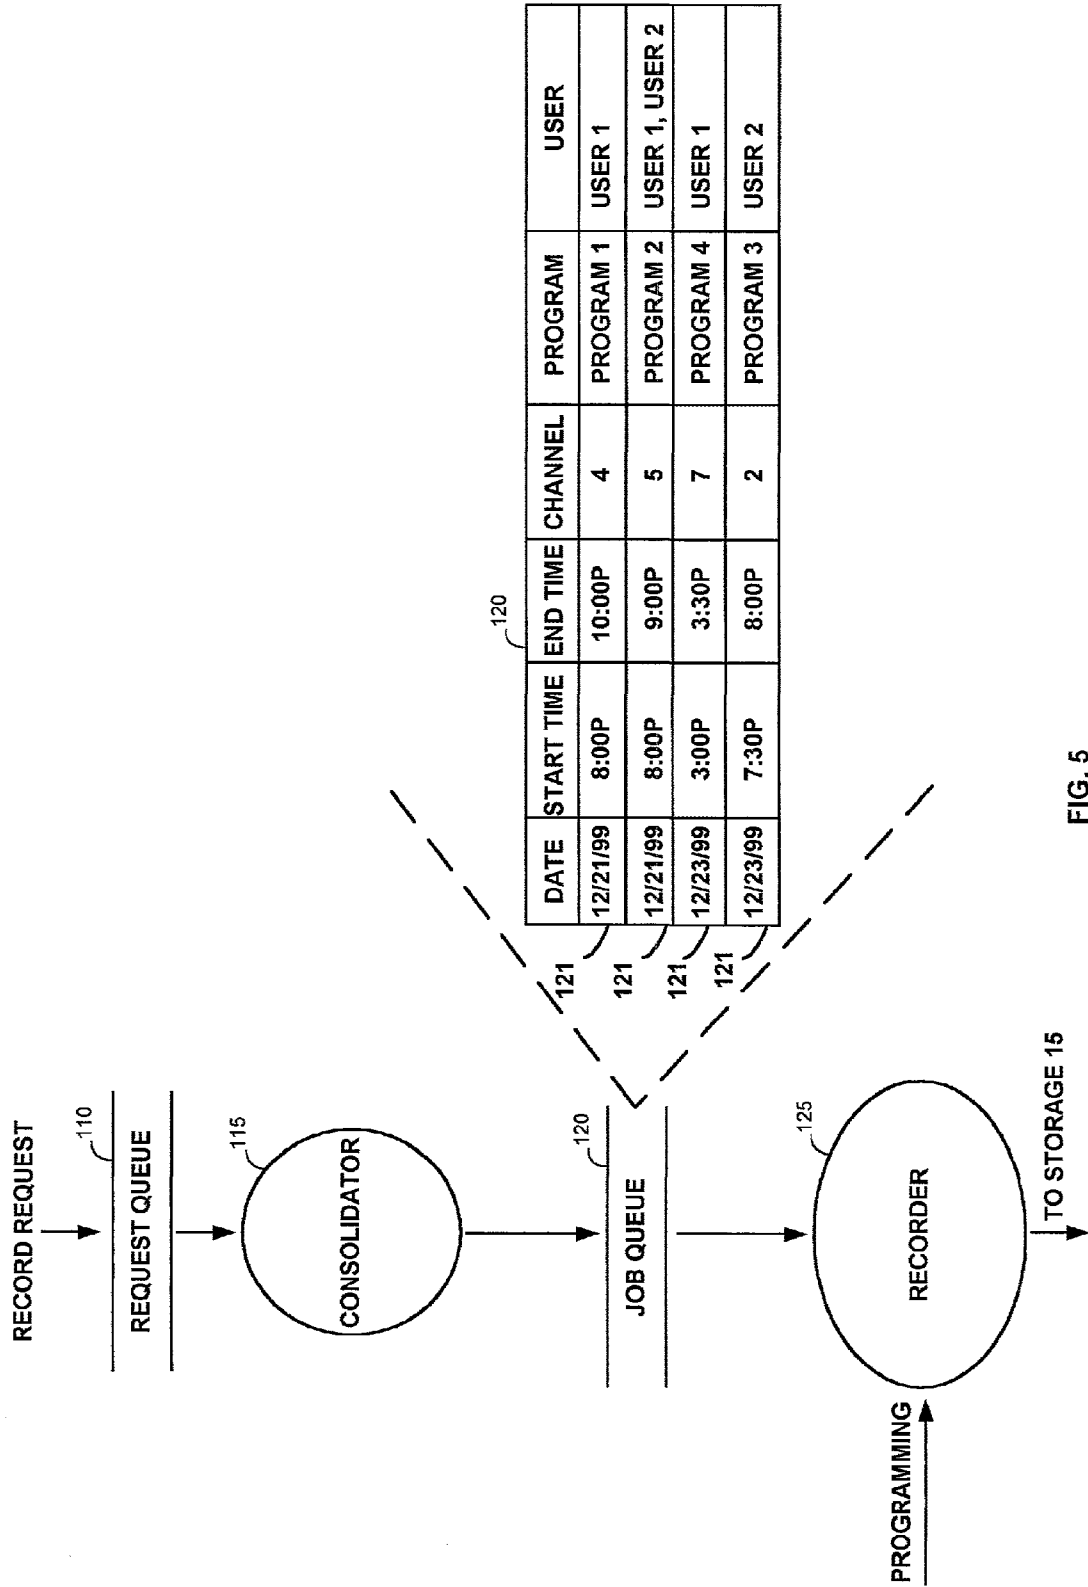 RECORD REQUEST
110
REQUEST QUEUE
115
CONSOLIDATOR
120
JOB QUEUE
125
RECORDER
PROGRAMMING
TO STORAGE 15
120
DATE START TIME END TIME CHANNEL PROGRAM USER
121 12/21/99 8:00P 10:00P 4 PROGRAM 1 USER 1
121 12/21/99 8:00P 9:00P 5 PROGRAM 2 USER 1, USER 2
121 12/23/99 3:00P 3:30P 7 PROGRAM 4 USER 1
121 12/23/99 7:30P 8:00P 2 PROGRAM 3 USER 2
FIG. 5